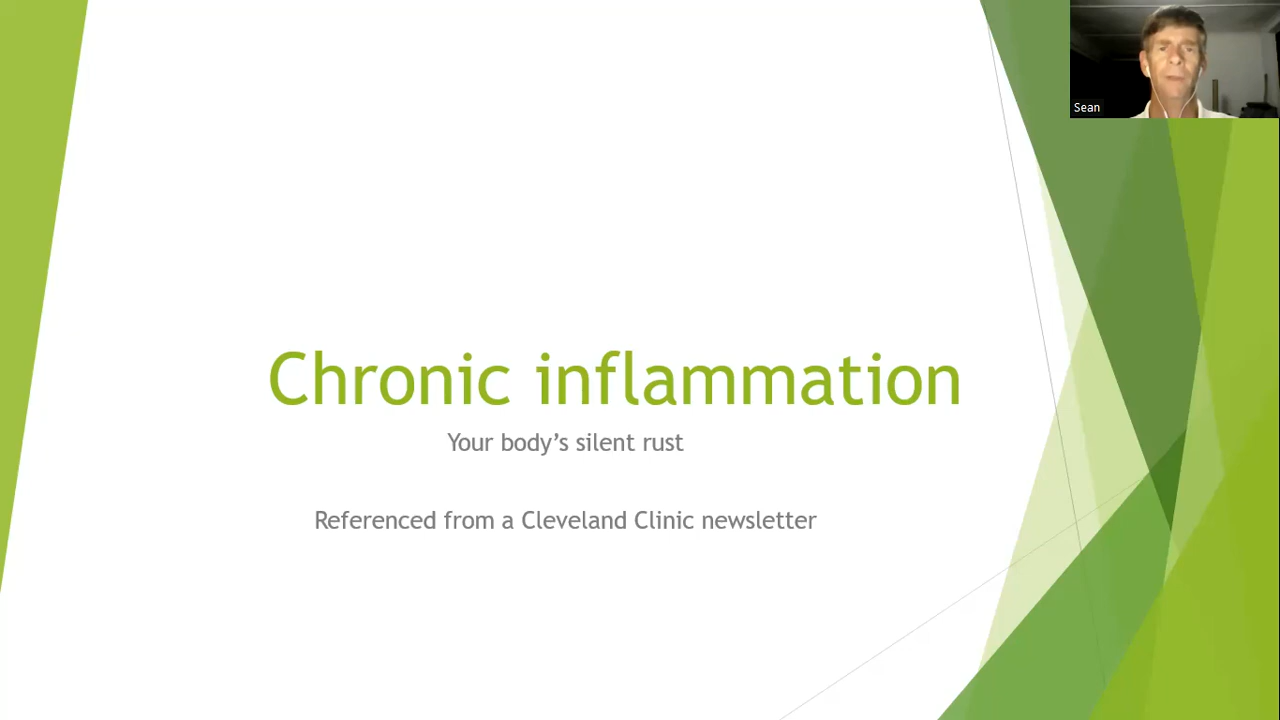 Sean
Chronic inflammation
Your body’s silent rust
Referenced from a Cleveland Clinic newsletter